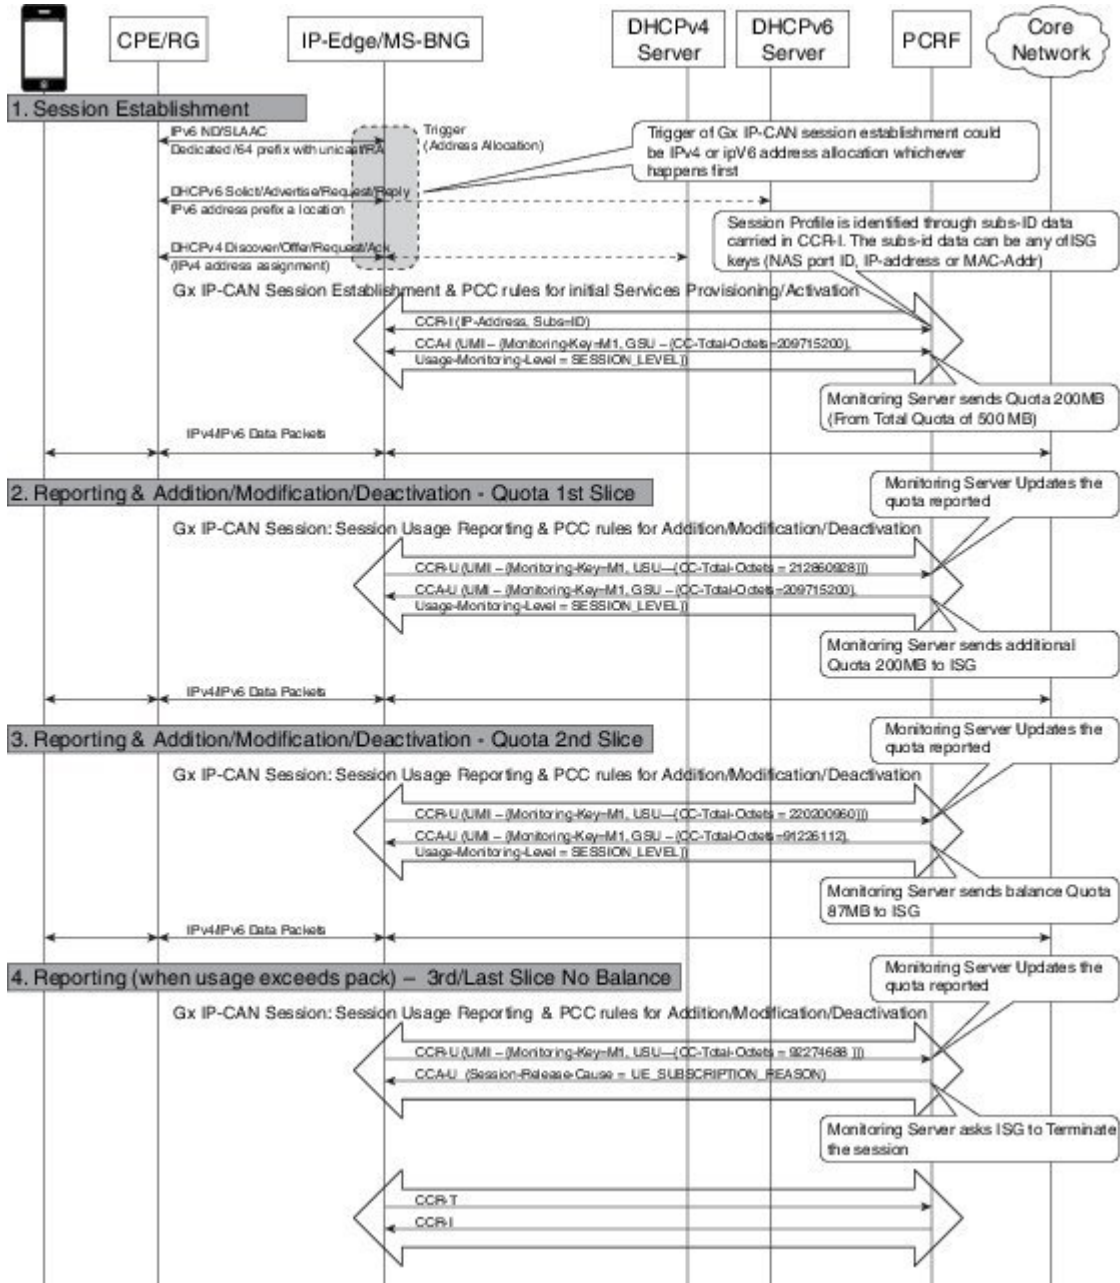 CPE/RG
IP-Edge/MS-BNG
DHCPv4
Server
DHCPv6
Server
PCRF
Core
Network
1. Session Establishment
IPv6 ND/SLAAC
Dedicated /64 prefix with unicast/RA
Trigger
(Address Allocation)
Trigger of Gx IP-CAN session establishment could
be IPv4 or ipV6 address allocation whichever
happens first
DHCPv6 Solict/Advertise/Request/Reply
IPv6 address prefix a location
Session Profile is identified through subs-ID data
carried in CCR-I. The subs-id data can be any of ISG
keys (NAS port ID, IP-address or MAC-Addr)
DHCPv4 Discover/Offer/Request/Ack
(IPv4 address assignment)
Gx IP-CAN Session Establishment & PCC rules for initial Services Provisioning/Activation
CCR-I (IP-Address, Subs=ID)
CCA-I (UMI – {Monitoring-Key=M1, GSU – {CC-Total-Octets=209715200},
Usage-Monitoring-Level = SESSION_LEVEL})
Monitoring Server sends Quota 200MB
(From Total Quota of 500 MB)
IPv4/IPv6 Data Packets
2. Reporting & Addition/Modification/Deactivation - Quota 1st Slice
Monitoring Server Updates the
quota reported
Gx IP-CAN Session: Session Usage Reporting & PCC rules for Addition/Modification/Deactivation
CCR-U (UMI – {Monitoring-Key=M1, USU—{CC-Total-Octets = 212860928}})
CCA-U (UMI – {Monitoring-Key=M1, GSU – {CC-Total-Octets=209715200},
Usage-Monitoring-Level = SESSION_LEVEL})
Monitoring Server sends additional
Quota 200MB to ISG
IPv4/IPv6 Data Packets
3. Reporting & Addition/Modification/Deactivation - Quota 2nd Slice
Monitoring Server Updates the
quota reported
Gx IP-CAN Session: Session Usage Reporting & PCC rules for Addition/Modification/Deactivation
CCR-U (UMI – {Monitoring-Key=M1, USU—{CC-Total-Octets = 220200960}})
CCA-U (UMI – {Monitoring-Key=M1, GSU – {CC-Total-Octets=91226112},
Usage-Monitoring-Level = SESSION_LEVEL})
Monitoring Server sends balance Quota
87MB to ISG
IPv4/IPv6 Data Packets
4. Reporting (when usage exceeds pack) – 3rd/Last Slice No Balance
Monitoring Server Updates the
quota reported
Gx IP-CAN Session: Session Usage Reporting & PCC rules for Addition/Modification/Deactivation
CCR-U (UMI – {Monitoring-Key=M1, USU—{CC-Total-Octets = 92274688 }})
CCA-U (Session-Release-Cause = UE_SUBSCRIPTION_REASON)
Monitoring Server asks ISG to Terminate
the session
CCR-T
CCR-I